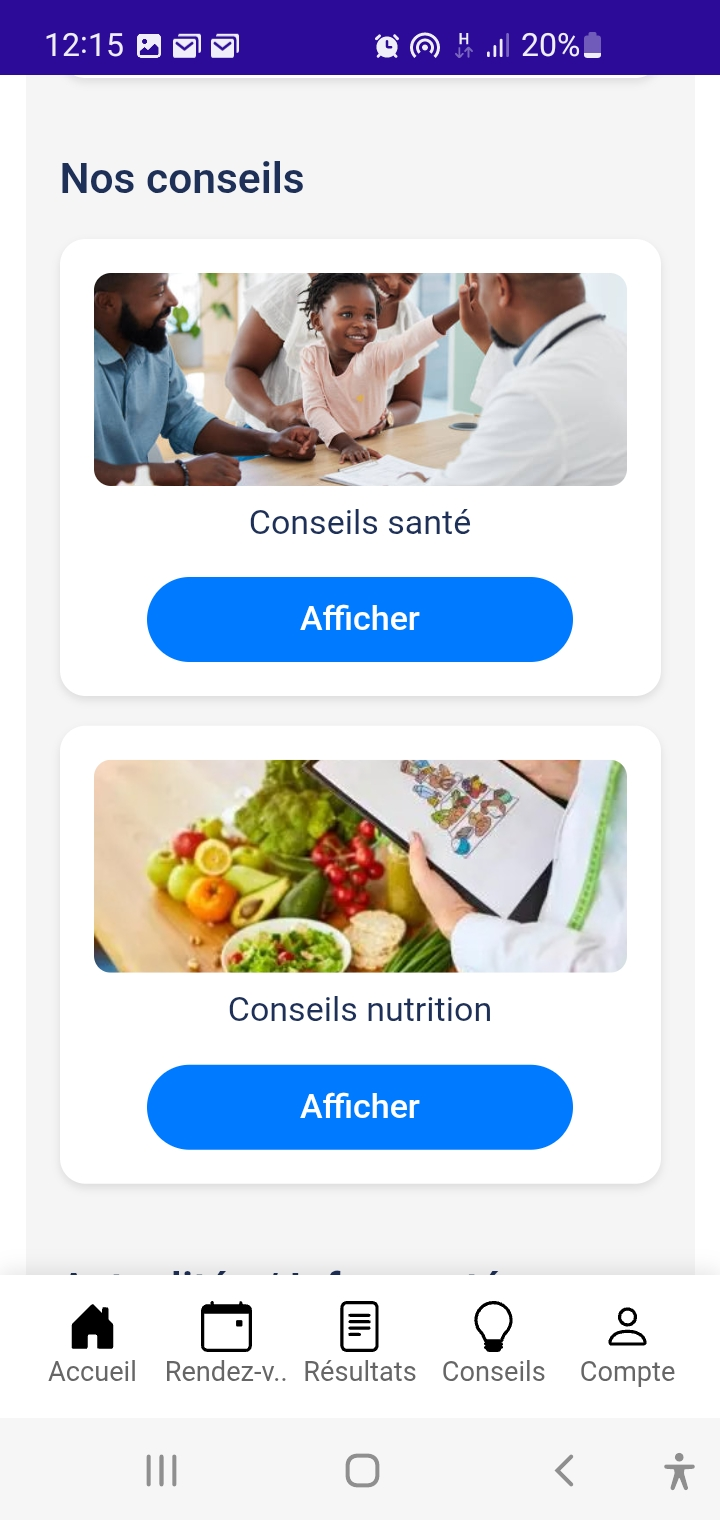 12:15
H
20%
Nos conseils
Conseils santé
Afficher
Conseils nutrition
Afficher
Accueil
Rendez-v..
Résultats
Conseils
Compte